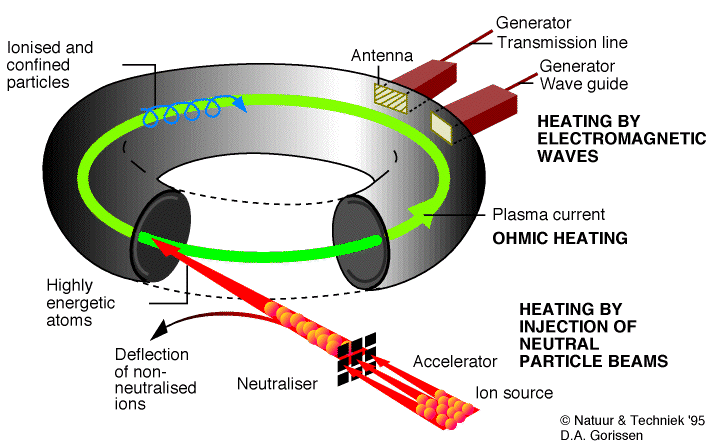 Ionised and
confined
particles
Antenna
Generator
Transmission line
Generator
Wave guide
HEATING BY
ELECTROMAGNETIC
WAVES
Plasma current
OHMIC HEATING
Highly
energetic
atoms
Deflection
of non-
neutralised
ions
Neutraliser
Accelerator
Ion source
HEATING BY
INJECTION OF
NEUTRAL
PARTICLE BEAMS
© Natuur & Techniek '95
D.A. Gorissen